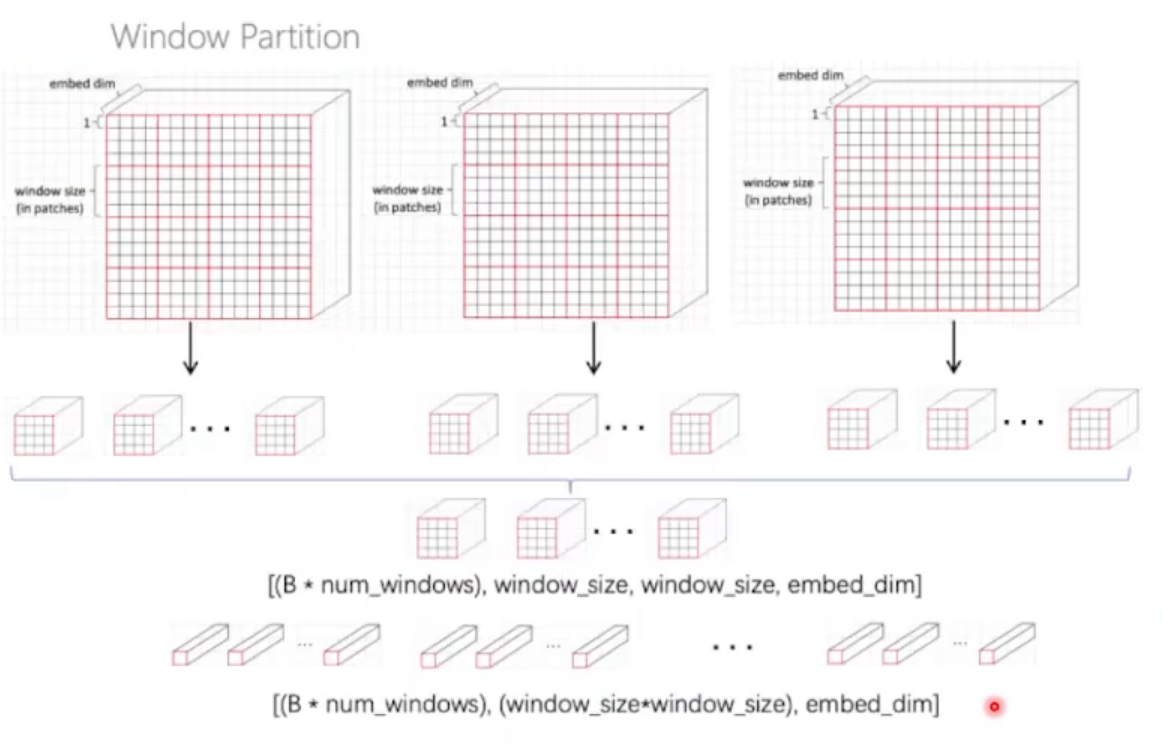 Window Partition
embed dim
1
window size
(in patches)
embed dim
1
window size
(in patches)
embed dim
1
window size
(in patches)
[(B * num_windows), window_size, window_size, embed_dim]
[(B * num_windows), (window_size*window_size), embed_dim]